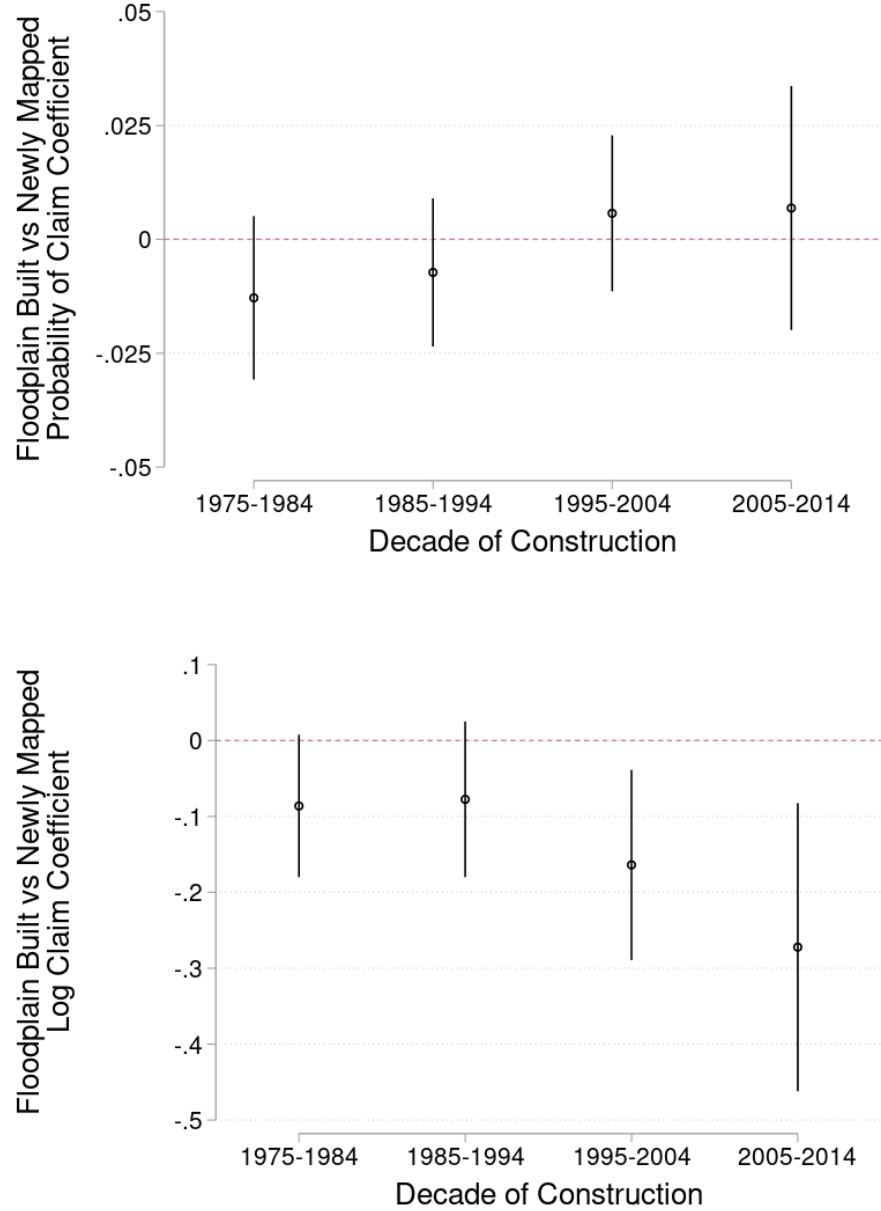 Floodplain Built vs Newly Mapped
Probability of Claim Coefficient
.05
.025
0
-.025
-.05
1975-1984 1985-1994 1995-2004 2005-2014
Decade of Construction
Floodplain Built vs Newly Mapped
Log Claim Coefficient
.1
0
-.1
-.2
-.3
-.4
-.5
1975-1984 1985-1994 1995-2004 2005-2014
Decade of Construction